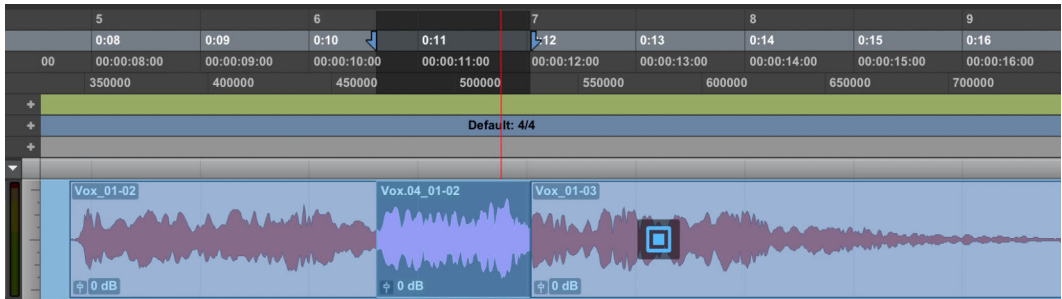 5 6 7 8 9
0:08 0:09 0:10 0:11 0:12 0:13 0:14 0:15 0:16
00 00:00:08:00 00:00:09:00 00:00:10:00 00:00:11:00 00:00:12:00 00:00:13:00 00:00:14:00 00:00:15:00 00:00:16:00
350000 400000 450000 500000 550000 600000 650000 700000
Default: 4/4
Vox_01-02 Vox.04_01-02 Vox_01-03
0 dB 0 dB 0 dB